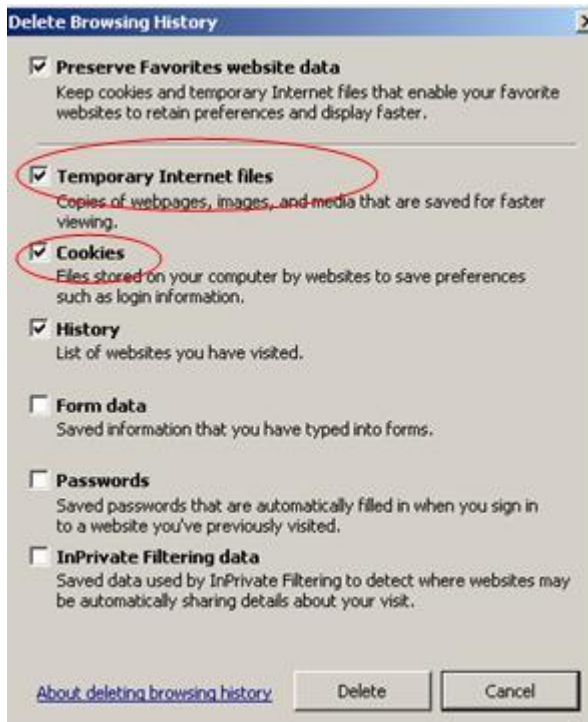 Delete Browsing History
Preserve Favorites website data
Keep cookies and temporary Internet files that enable your favorite
websites to retain preferences and display faster.
Temporary Internet files
Copies of webpages, images, and media that are saved for faster
viewing.
Cookies
Files stored on your computer by websites to save preferences
such as login information.
History
List of websites you have visited.
Form data
Saved information that you have typed into forms.
Passwords
Saved passwords that are automatically filled in when you sign in
to a website you've previously visited.
InPrivate Filtering data
Saved data used by InPrivate Filtering to detect where websites may
be automatically sharing details about your visit.
About deleting browsing history
Delete
Cancel